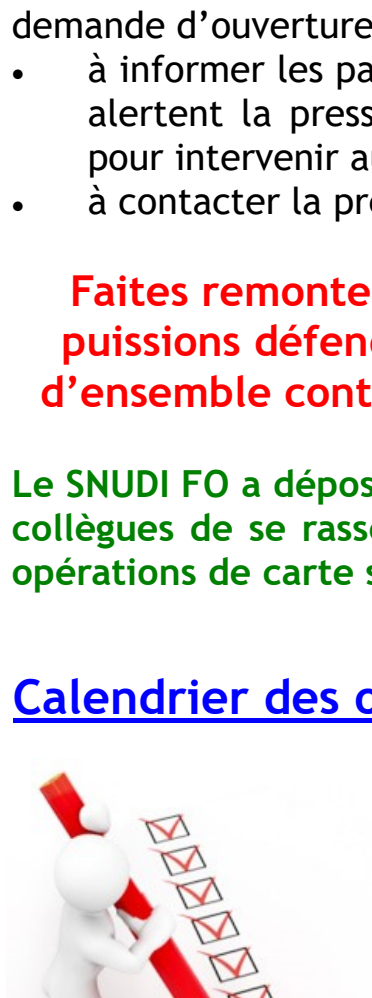 demande d’ouverture
• à informer les pa
alertent la press
pour intervenir a
• à contacter la pr
Faites remonte
puissions défen
d’ensemble cont
Le SNUDI FO a dépos
collègues de se rass
opérations de carte s
Calendrier des